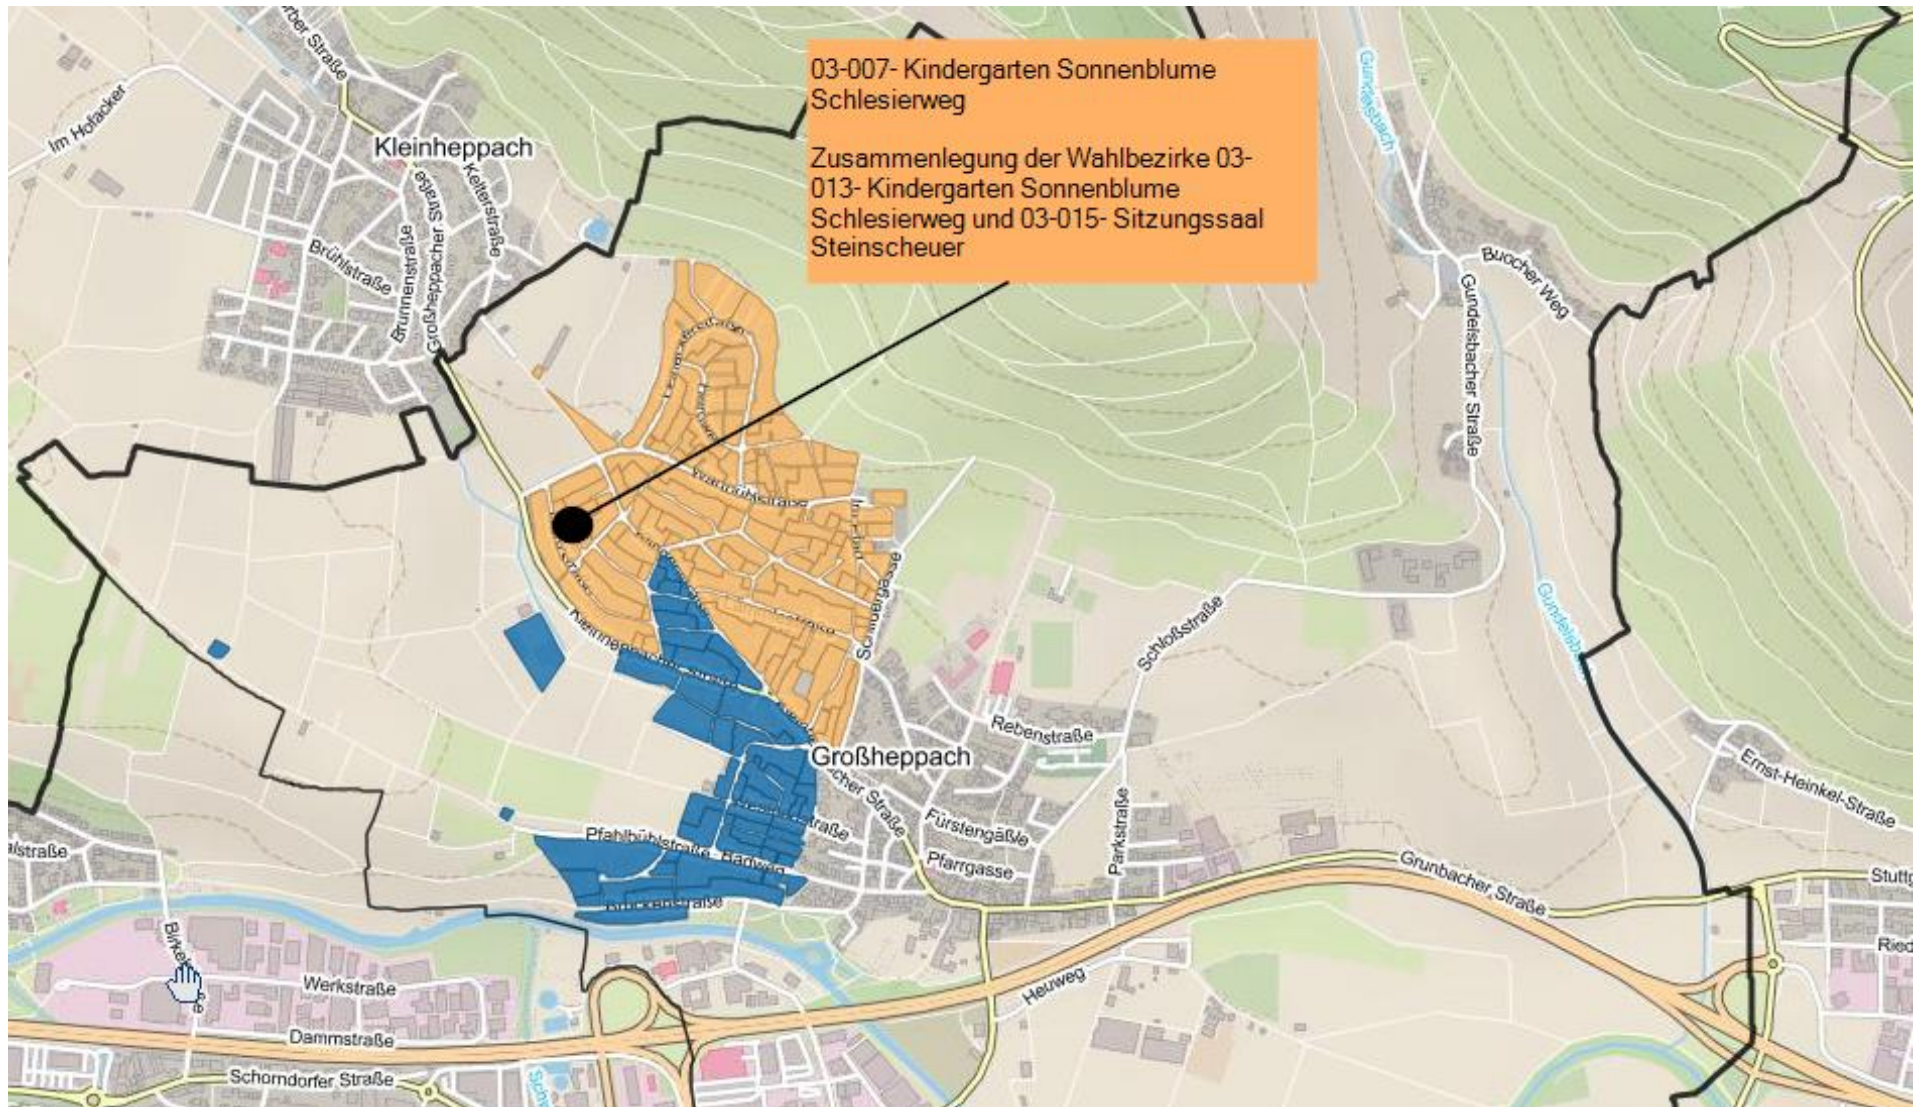 03-007- Kindergarten Sonnenblume
Schlesierweg
Zusammenlegung der Wahlbezirke 03-
013- Kindergarten Sonnenblume
Schlesierweg und 03-015- Sitzungssaal
Steinscheuer
Im Hofacker
Kleinheppach
Kelterstraße
Brühlstraße
Brunnenstraße
Großheppacher Straße
Gundelsbach
Buocher Weg
Gundelsbacher Straße
Gundelsbach
Schloßstraße
Rebenstraße
Großheppach
Ernst-Heinkel-Straße
Fürstengäßle
Pfarrgasse
Parkstraße
Pfahlbühlstraße
Grunbacher Straße
Brückenstraße
Werkstraße
Heuweg
Dammstraße
Schorndorfer Straße